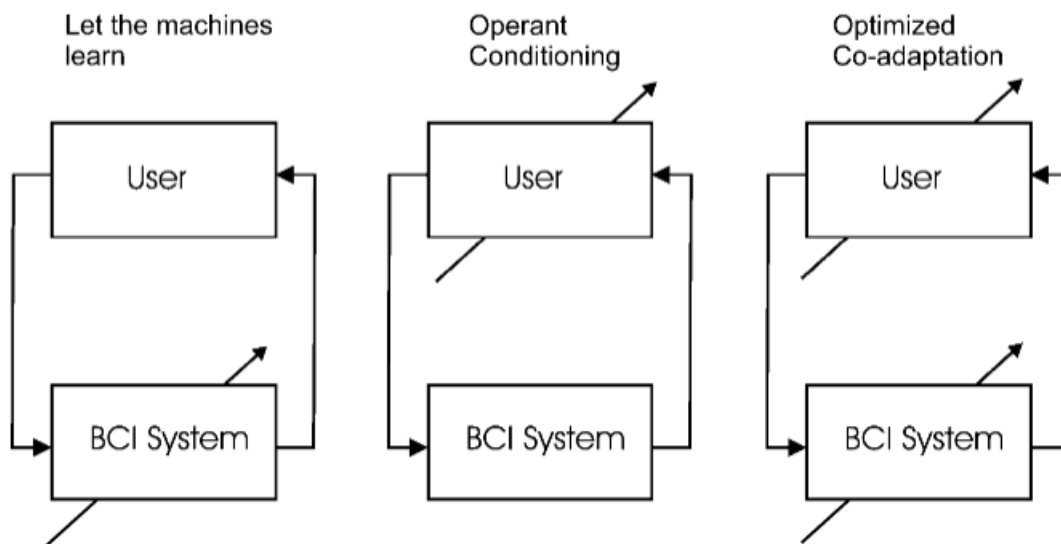 Let the machines
learn
Operant
Conditioning
Optimized
Co-adaptation
User
User
User
BCI System
BCI System
BCI System